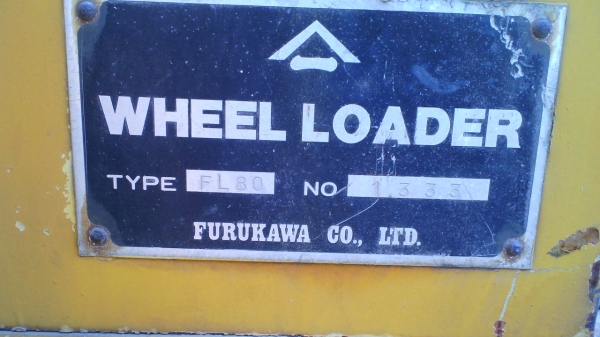 WHEEL LOADER
TYPE FL80 NO 1333
FURUKAWA CO., LTD.